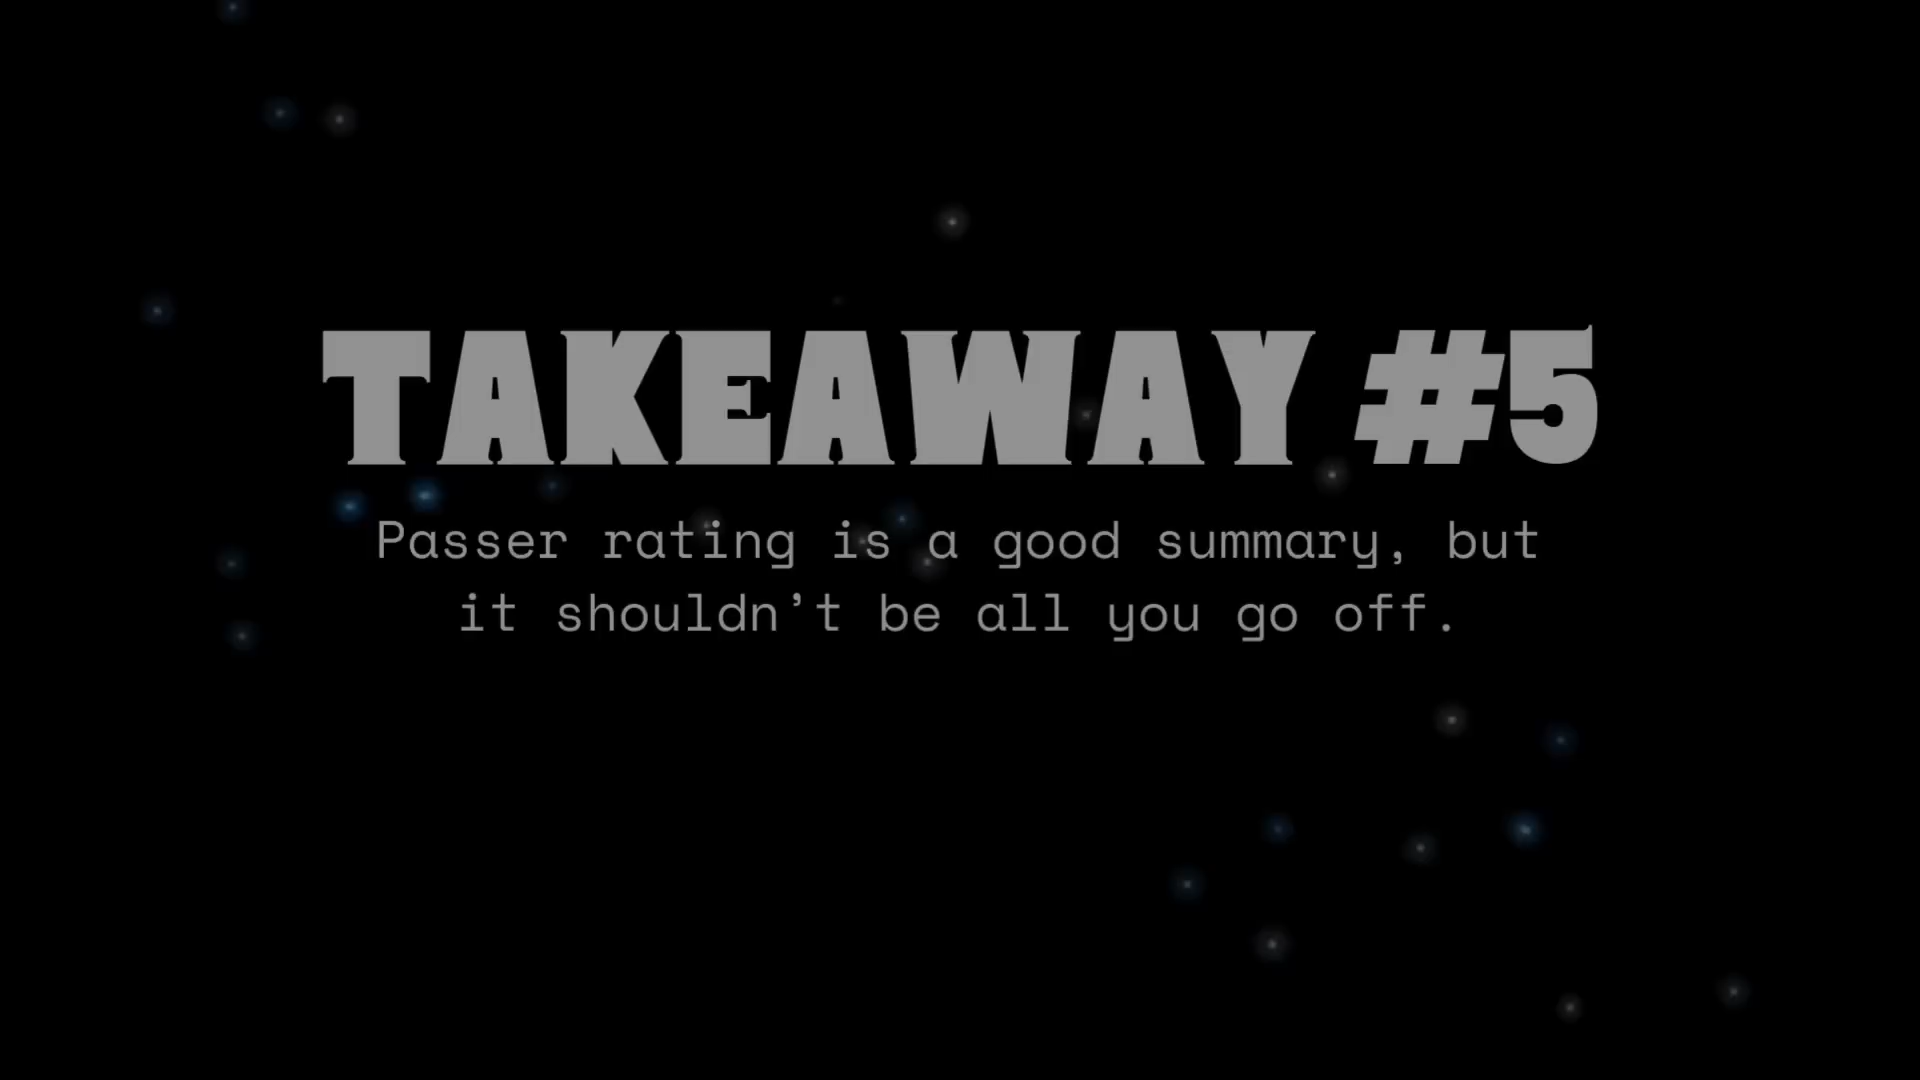 TAKEAWAY #5
Passer rating is a good summary, but
it shouldn’t be all you go off.